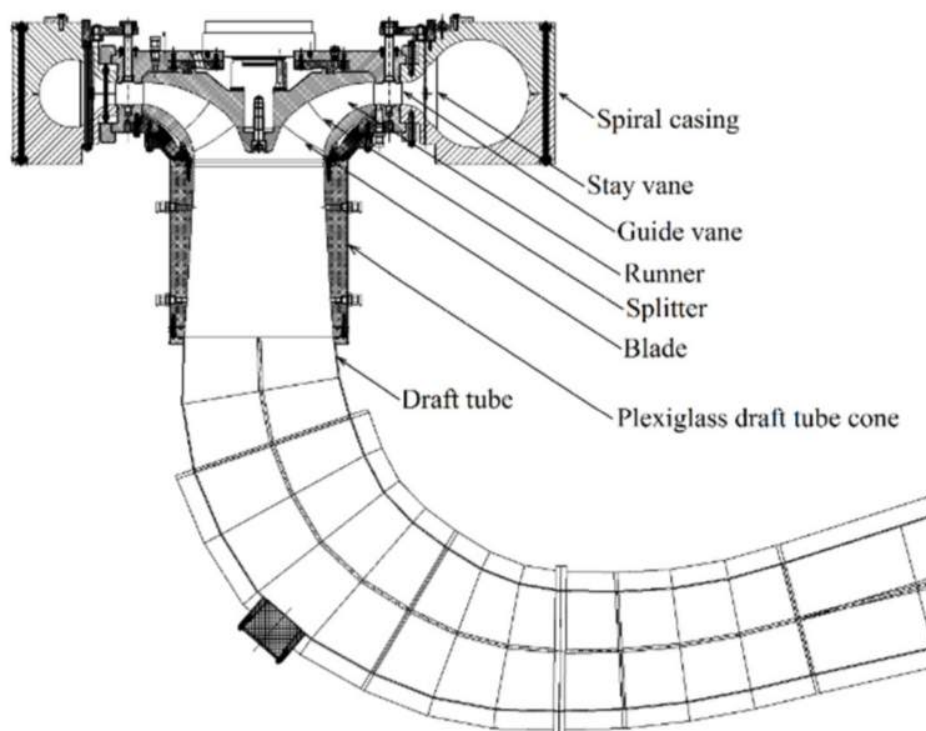 Spiral casing
Stay vane
Guide vane
Runner
Splitter
Blade
Draft tube
Plexiglass draft tube cone